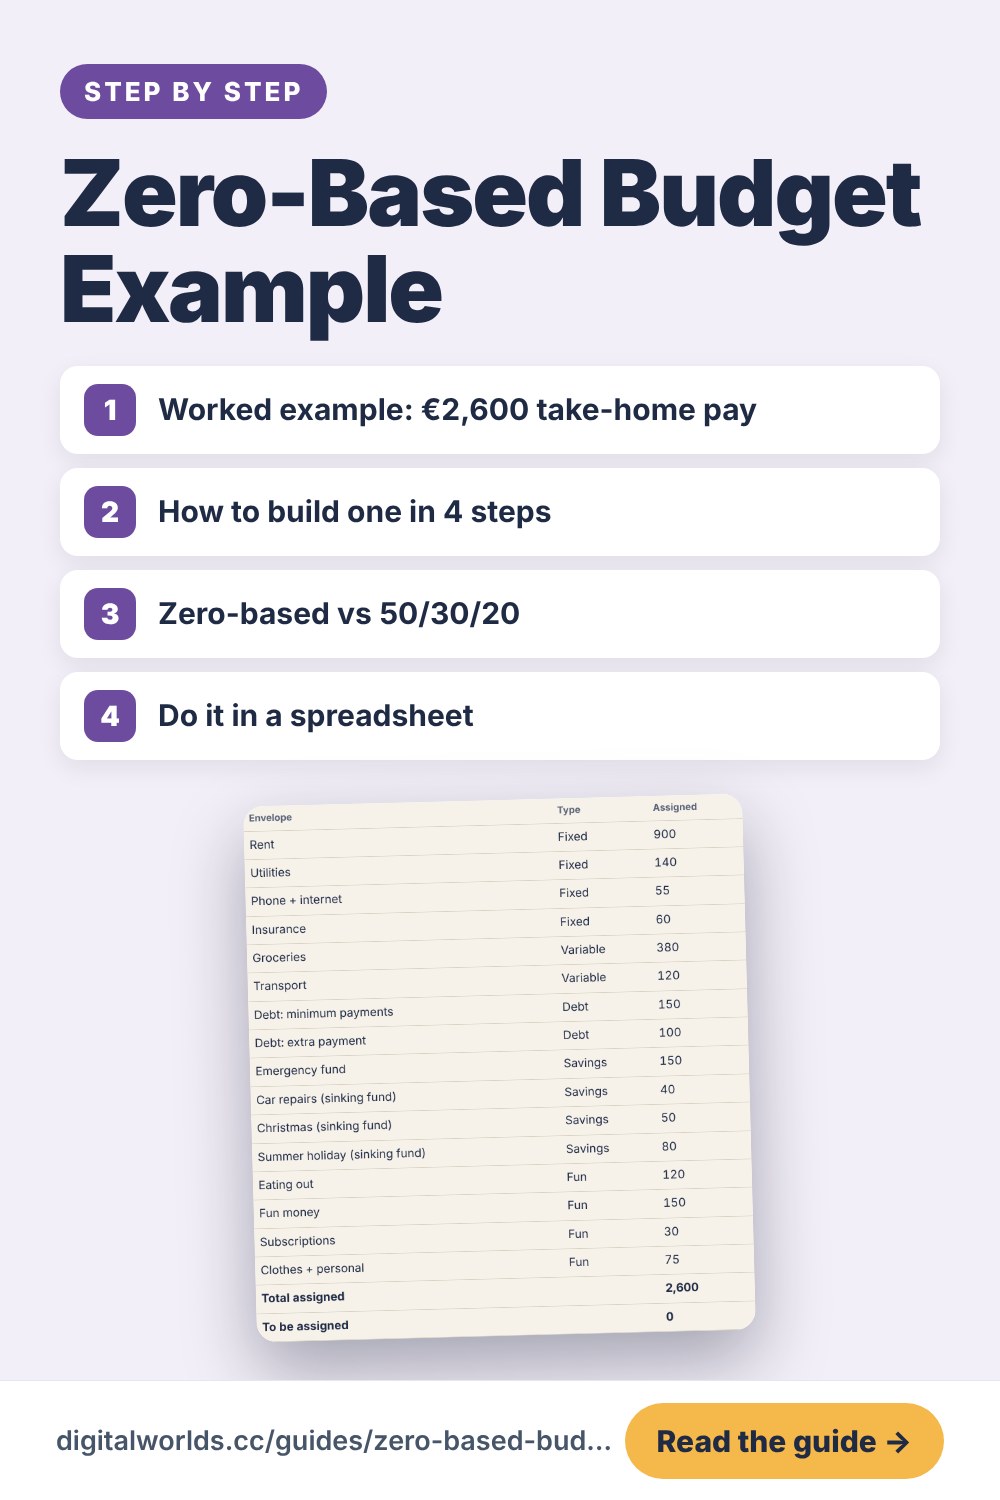 STEP BY STEP
Zero-Based Budget
Example
1 Worked example: €2,600 take-home pay
2 How to build one in 4 steps
3 Zero-based vs 50/30/20
4 Do it in a spreadsheet
Envelope Type Assigned
Rent Fixed 900
Utilities Fixed 140
Phone + internet Fixed 55
Insurance Fixed 60
Groceries Variable 380
Transport Variable 120
Debt: minimum payments Debt 150
Debt: extra payment Debt 100
Emergency fund Savings 150
Car repairs (sinking fund) Savings 40
Christmas (sinking fund) Savings 50
Summer holiday (sinking fund) Savings 80
Eating out Fun 120
Fun money Fun 150
Subscriptions Fun 30
Clothes + personal Fun 75
Total assigned 2,600
To be assigned 0
digitalworlds.cc/guides/zero-based-bud... Read the guide →